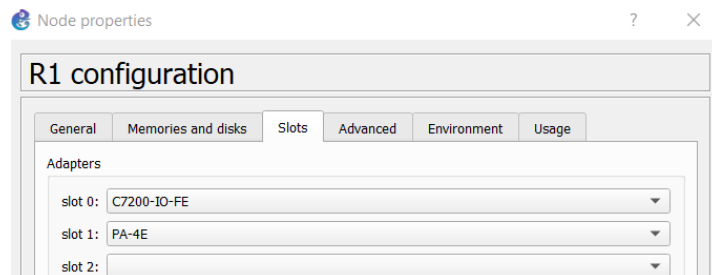 Node properties
R1 configuration
General Memories and disks Slots Advanced Environment Usage
Adapters
slot 0: C7200-IO-FE
slot 1: PA-4E
slot 2: